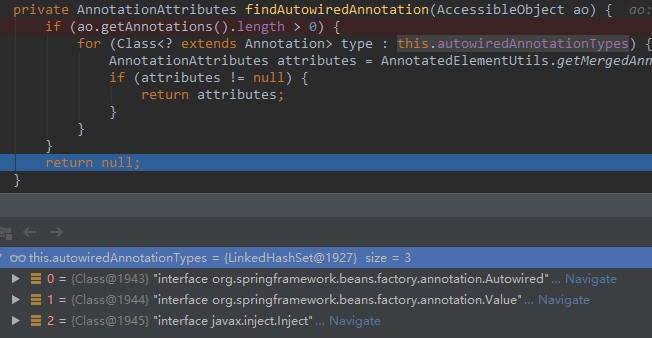 private AnnotationAttributes findAutowiredAnnotation(AccessibleObject ao) { ao:
if (ao.getAnnotations().length > 0) {
for (Class<? extends Annotation> type : this.autowiredAnnotationTypes) {
AnnotationAttributes attributes = AnnotatedElementUtils.getMergedAnn
if (attributes != null) {
return attributes;
}
}
}
return null;
}
this.autowiredAnnotationTypes = {LinkedHashSet@1927} size = 3
0 = {Class@1943} "interface org.springframework.beans.factory.annotation.Autowired"... Navigate
1 = {Class@1944} "interface org.springframework.beans.factory.annotation.Value"... Navigate
2 = {Class@1945} "interface javax.inject.Inject"... Navigate